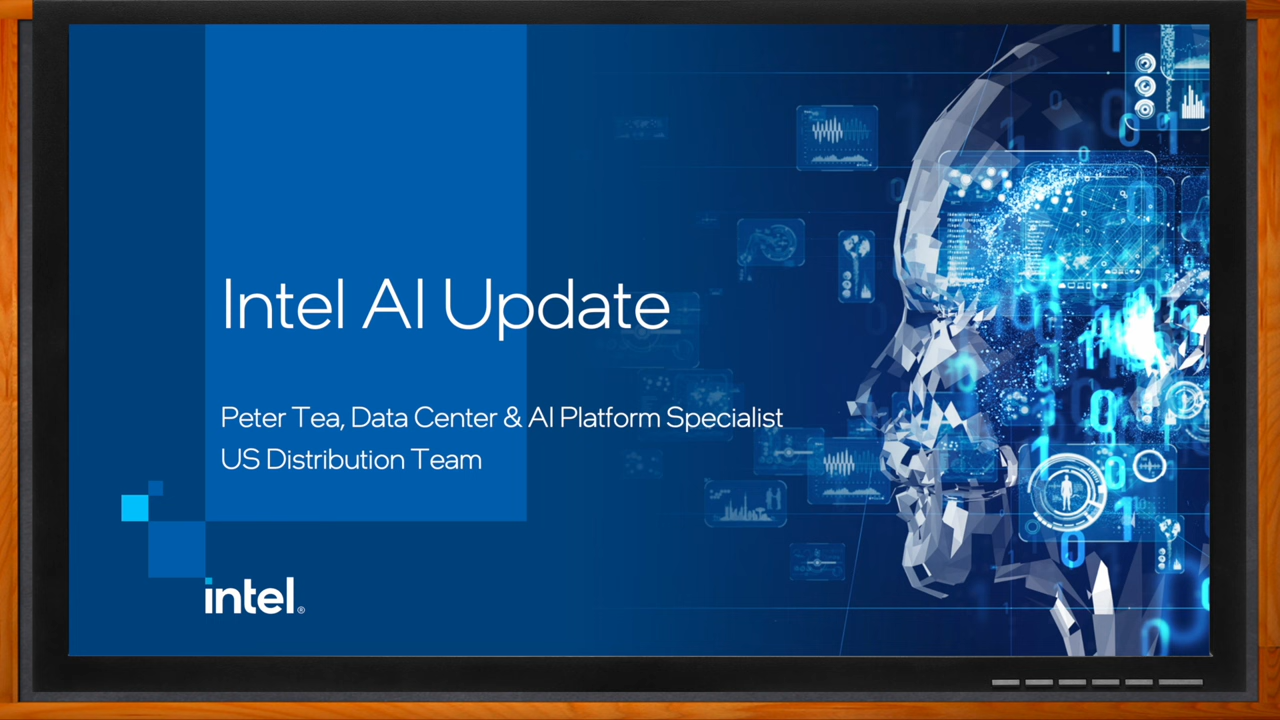 Intel AI Update
Peter Tea, Data Center & AI Platform Specialist
US Distribution Team
intel®